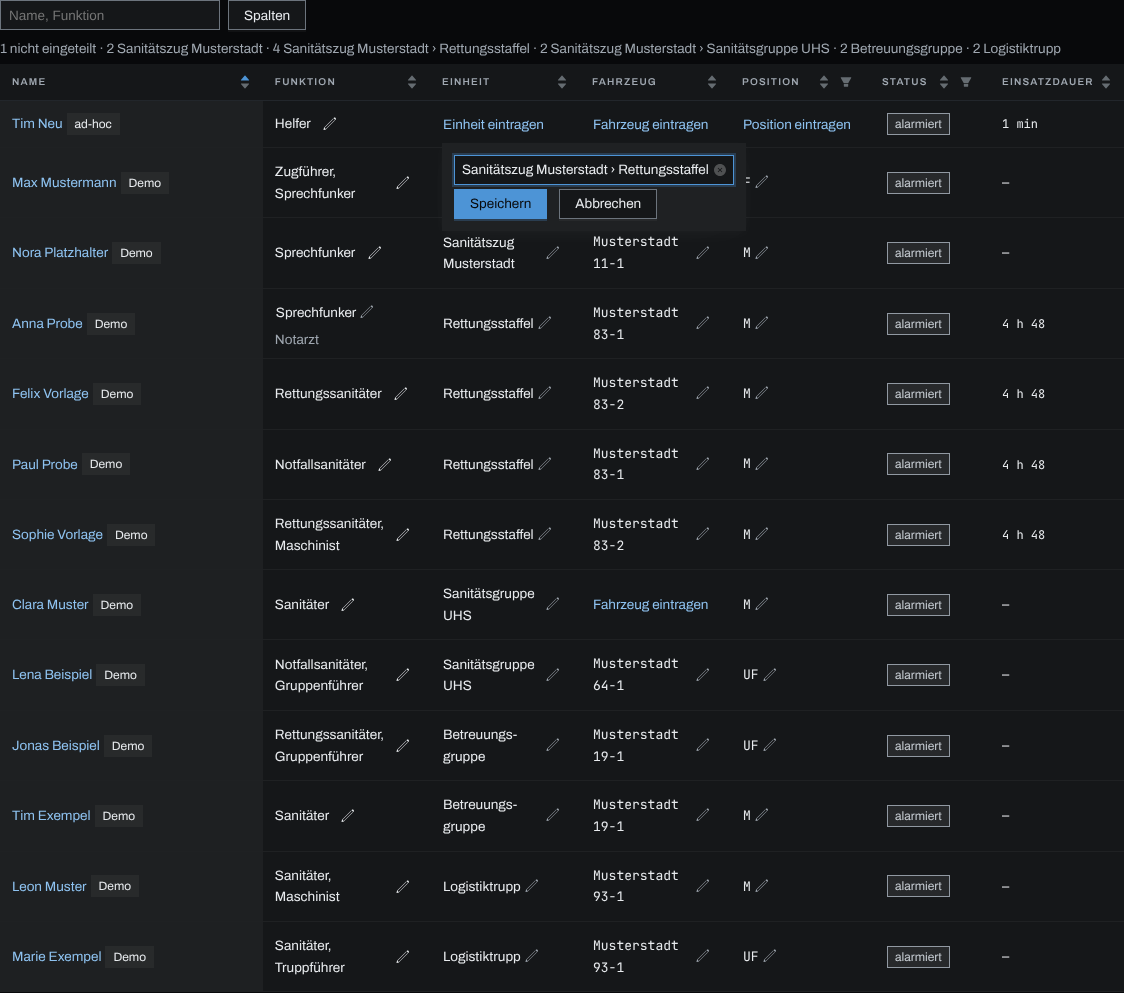 Name, Funktion
Spalten
1 nicht eingeteilt · 2 Sanitätszug Musterstadt · 4 Sanitätszug Musterstadt › Rettungsstaffel · 2 Sanitätszug Musterstadt › Sanitätsgruppe UHS · 2 Betreuungsgruppe · 2 Logistiktrupp
NAME FUNKTION EINHEIT FAHRZEUG POSITION STATUS EINSATZDAUER
Tim Neu ad-hoc Helfer Einheit eintragen Fahrzeug eintragen Position eintragen alarmiert 1 min
Sanitätszug Musterstadt › Rettungsstaffel
Speichern Abbrechen
Max Mustermann Demo Zugführer, alarmiert –
Sprechfunker
Nora Platzhalter Demo Sprechfunker Sanitätszug Musterstadt M alarmiert –
Musterstadt 11-1
Anna Probe Demo Sprechfunker Rettungsstaffel Musterstadt M alarmiert 4 h 48
Notarzt 83-1
Felix Vorlage Demo Rettungssanitäter Rettungsstaffel Musterstadt M alarmiert 4 h 48
83-2
Paul Probe Demo Notfallsanitäter Rettungsstaffel Musterstadt M alarmiert 4 h 48
83-1
Sophie Vorlage Demo Rettungssanitäter, Rettungsstaffel Musterstadt M alarmiert 4 h 48
Maschinist 83-2
Clara Muster Demo Sanitäter Sanitätsgruppe Fahrzeug eintragen M alarmiert –
UHS
Lena Beispiel Demo Notfallsanitäter, Sanitätsgruppe Musterstadt UF alarmiert –
Gruppenführer UHS 64-1
Jonas Beispiel Demo Rettungssanitäter, Betreuungs- Musterstadt UF alarmiert –
Gruppenführer gruppe 19-1
Tim Exempel Demo Sanitäter Betreuungs- Musterstadt M alarmiert –
gruppe 19-1
Leon Muster Demo Sanitäter, Logistiktrupp Musterstadt M alarmiert –
Maschinist 93-1
Marie Exempel Demo Sanitäter, Logistiktrupp Musterstadt UF alarmiert –
Truppführer 93-1